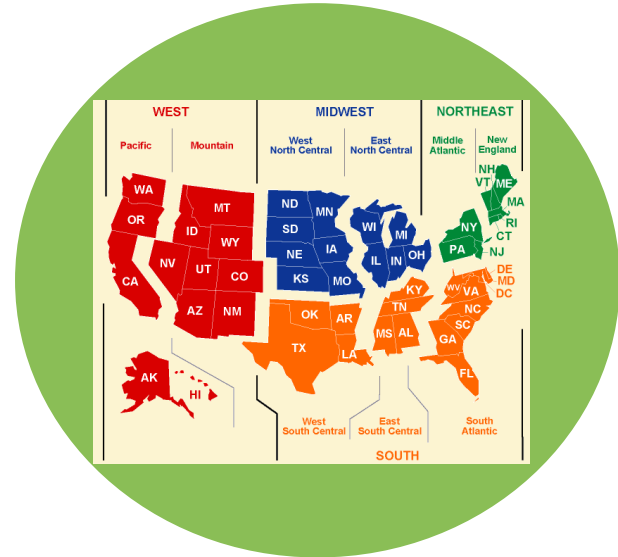 WEST MIDWEST NORTHEAST
Pacific Mountain West North Central East North Central Middle Atlantic New England
WA
OR
CA
MT
ID
WY
NV
UT
CO
AZ
NM
AK
HI
ND
MN
SD
NE
IA
KS
MO
WI
MI
IL
IN
OH
NH
VT
ME
MA
RI
CT
NY
PA
NJ
DE
MD
DC
WV
VA
KY
TN
NC
SC
OK
AR
TX
LA
MS
AL
GA
FL
West South Central East South Central South Atlantic
SOUTH